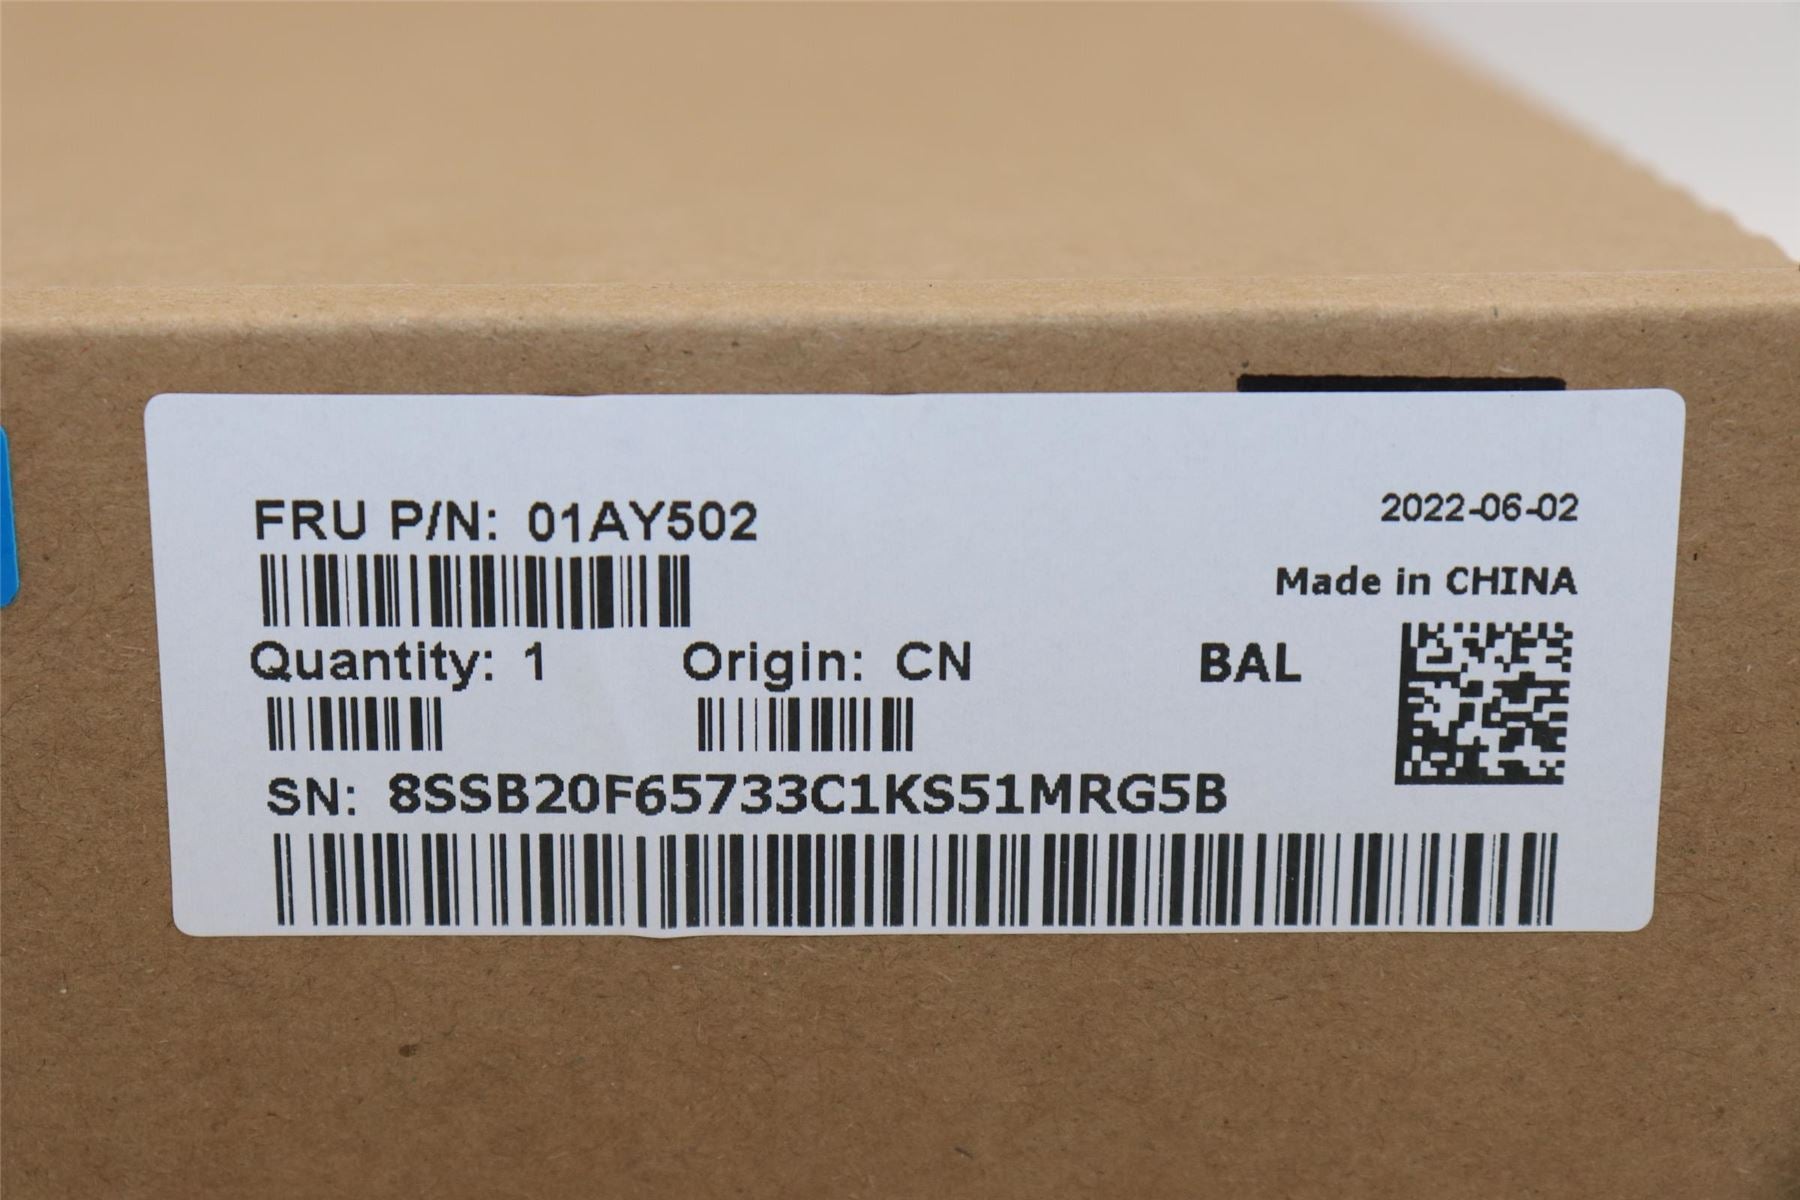 FRU P/N: 01AY502
2022-06-02
Made in CHINA
Quantity: 1 Origin: CN BAL
SN: 8SSB20F65733C1KS51MRG5B